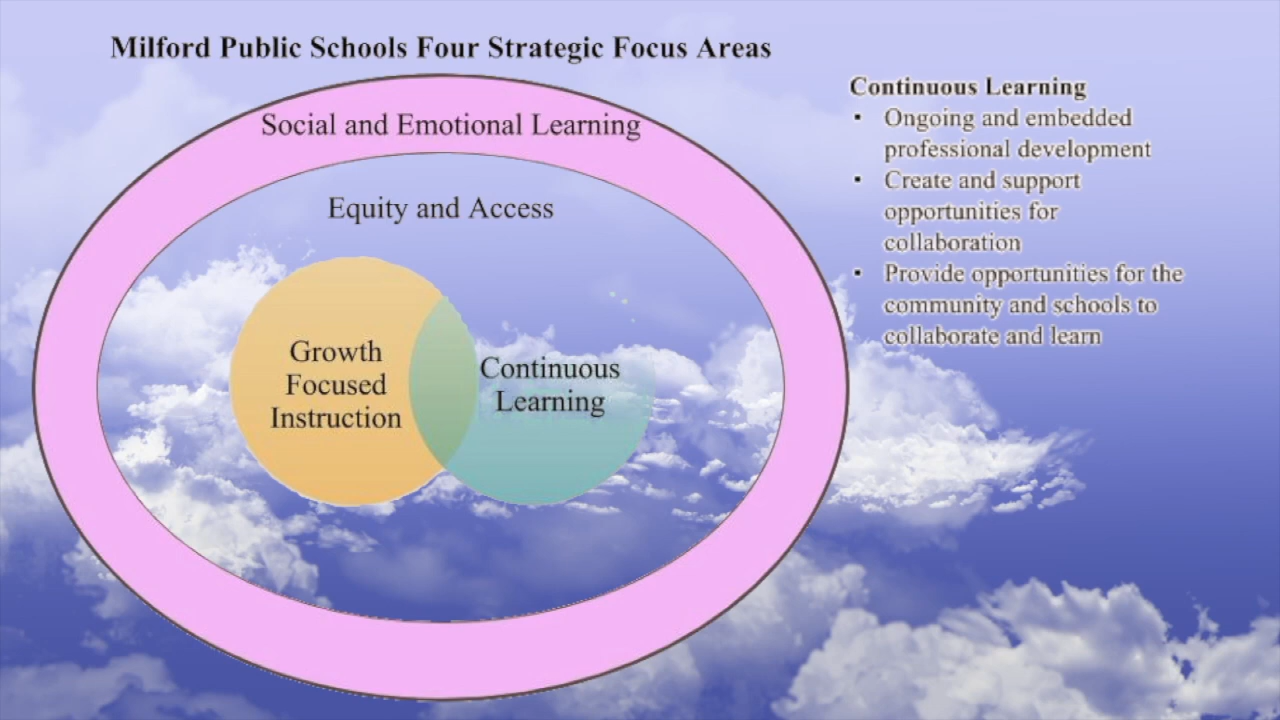 Milford Public Schools Four Strategic Focus Areas
Social and Emotional Learning
Equity and Access
Growth
Focused
Instruction
Continuous
Learning
Continuous Learning
▪ Ongoing and embedded
professional development
▪ Create and support
opportunities for
collaboration
▪ Provide opportunities for the
community and schools to
collaborate and learn